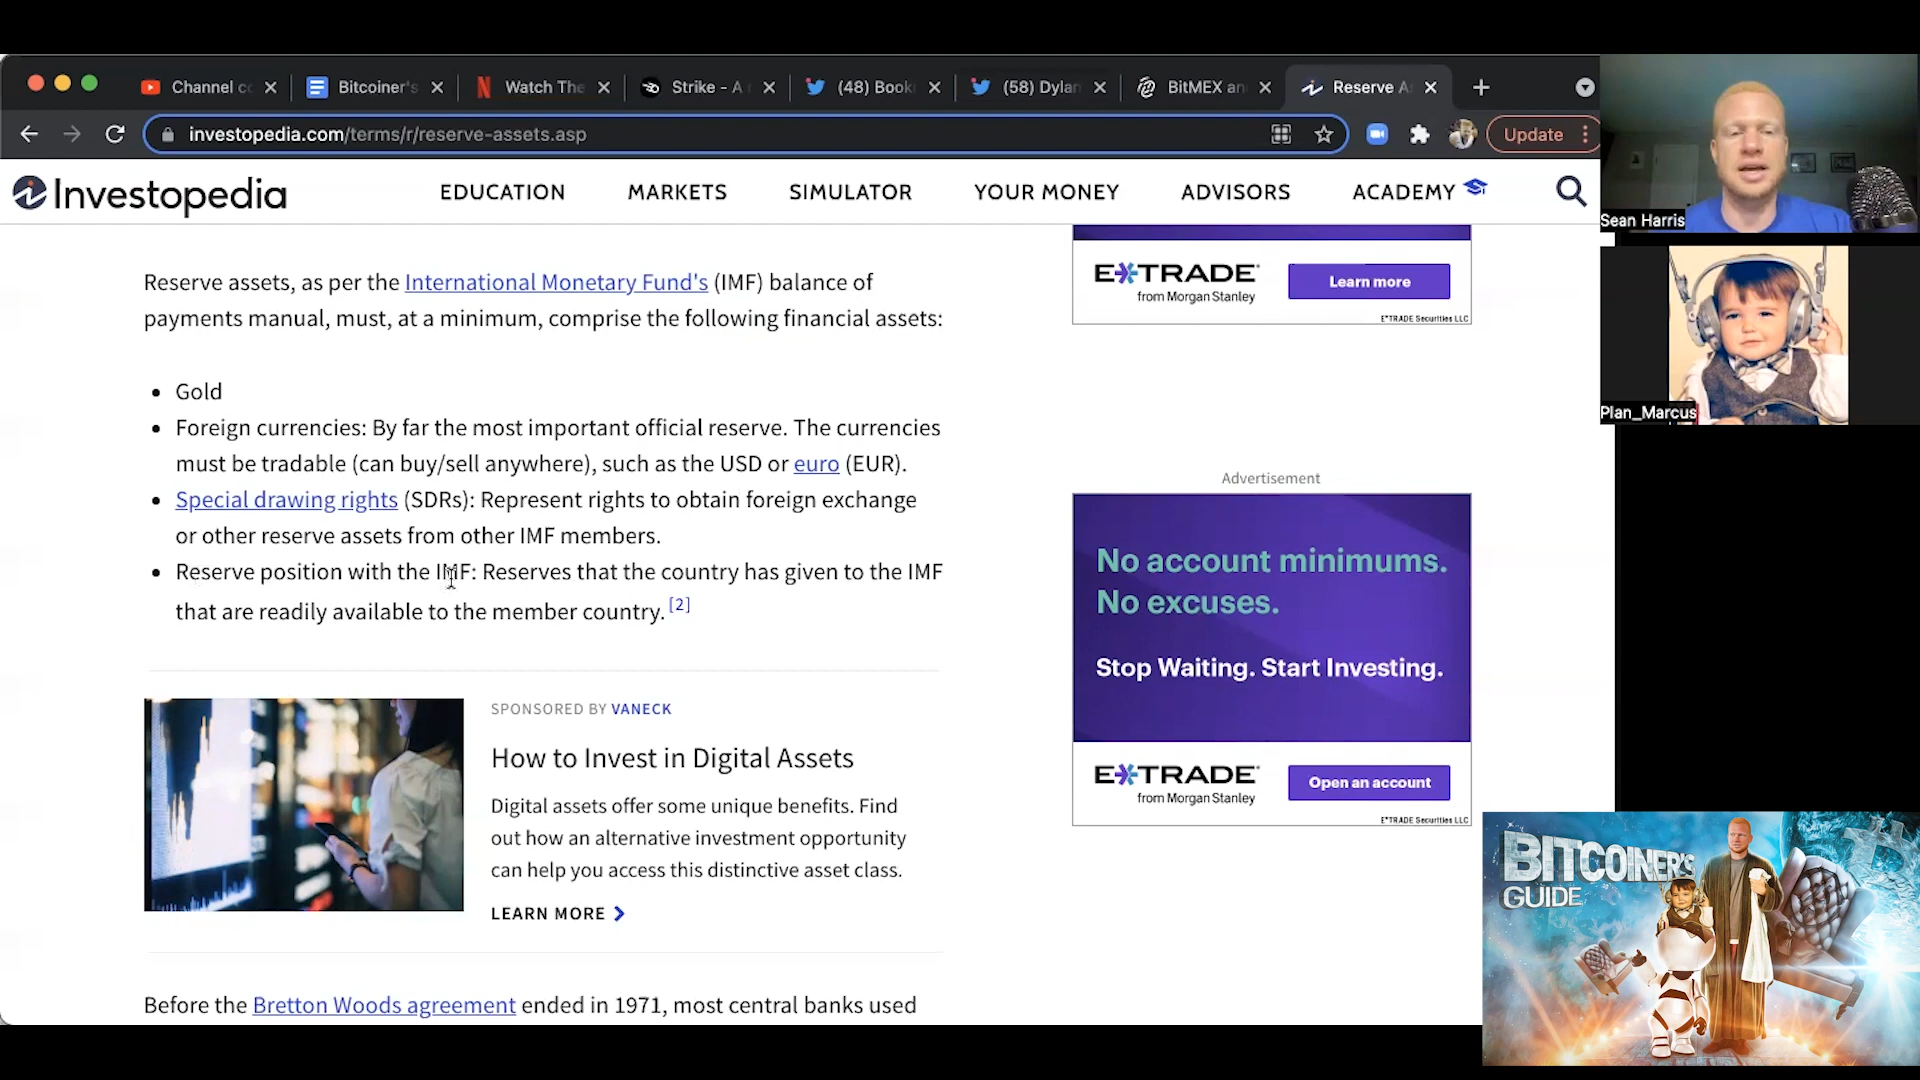 Channel co
Bitcoiner's
Watch The
Strike - A
(48) Book
(58) Dylan
BitMEX an
Reserve A
investopedia.com/terms/r/reserve-assets.asp
Update
Investopedia
EDUCATION
MARKETS
SIMULATOR
YOUR MONEY
ADVISORS
ACADEMY
Reserve assets, as per the International Monetary Fund's (IMF) balance of
payments manual, must, at a minimum, comprise the following financial assets:
Gold
Foreign currencies: By far the most important official reserve. The currencies
must be tradable (can buy/sell anywhere), such as the USD or euro (EUR).
Special drawing rights (SDRs): Represent rights to obtain foreign exchange
or other reserve assets from other IMF members.
Reserve position with the IMF: Reserves that the country has given to the IMF
that are readily available to the member country. [2]
SPONSORED BY VANECK
How to Invest in Digital Assets
Digital assets offer some unique benefits. Find
out how an alternative investment opportunity
can help you access this distinctive asset class.
LEARN MORE
Before the Bretton Woods agreement ended in 1971, most central banks used
E*TRADE
from Morgan Stanley
Learn more
E*TRADE Securities LLC
Advertisement
No account minimums.
No excuses.
Stop Waiting. Start Investing.
E*TRADE
from Morgan Stanley
Open an account
E*TRADE Securities LLC
Sean Harris
Plan_Marcus
BITCOINER'S
GUIDE